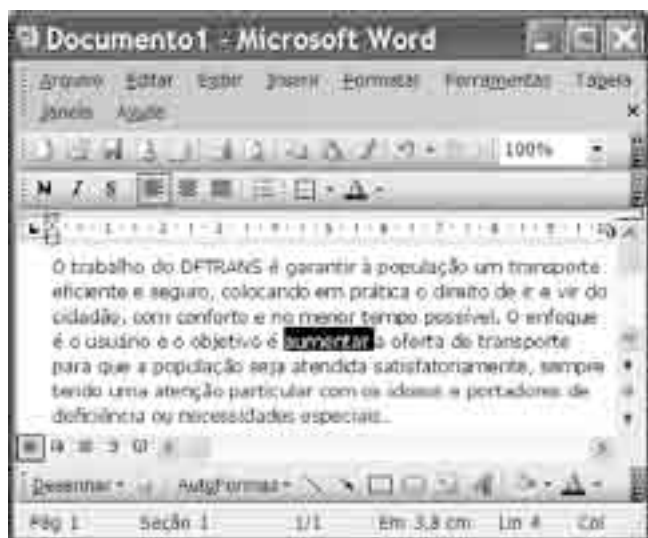 Documento1 - Microsoft Word
Arquivo Editar Exibir Inserir Formatar Ferramentas Tabela
Janela Ajuda
100%
N I S
O trabalho do DFTRANS é garantir à população um transporte
eficiente e seguro, colocando em prática o direito de ir e vir do
cidadão, com conforto e no menor tempo possível. O enfoque
é o usuário e o objetivo é aumentar a oferta de transporte
para que a população seja atendida satisfatoriamente, sempre
tendo uma atenção particular com os idosos e portadores de
deficiência ou necessidades especiais.
Desenhar AutoFormas
Pág 1 Seção 1 1/1 Em 3,8 cm Lin 4 Col